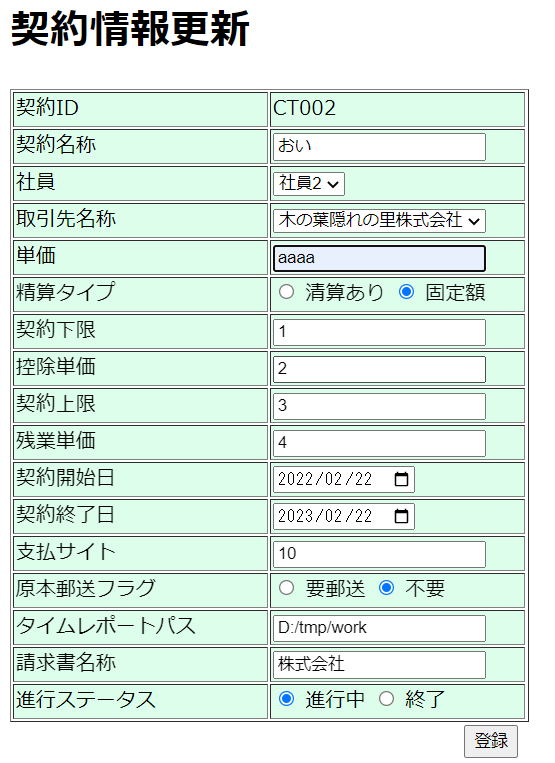 契約情報更新
契約ID CT002
契約名称 おい
社員 社員2
取引先名称 木の葉隠れの里株式会社
単価 aaaa
精算タイプ 清算あり 固定額
契約下限 1
控除単価 2
契約上限 3
残業単価 4
契約開始日 2022/02/22
契約終了日 2023/02/22
支払サイト 10
原本郵送フラグ 要郵送 不要
タイムレポートパス D:/tmp/work
請求書名称 株式会社
進行ステータス 進行中 終了
登録